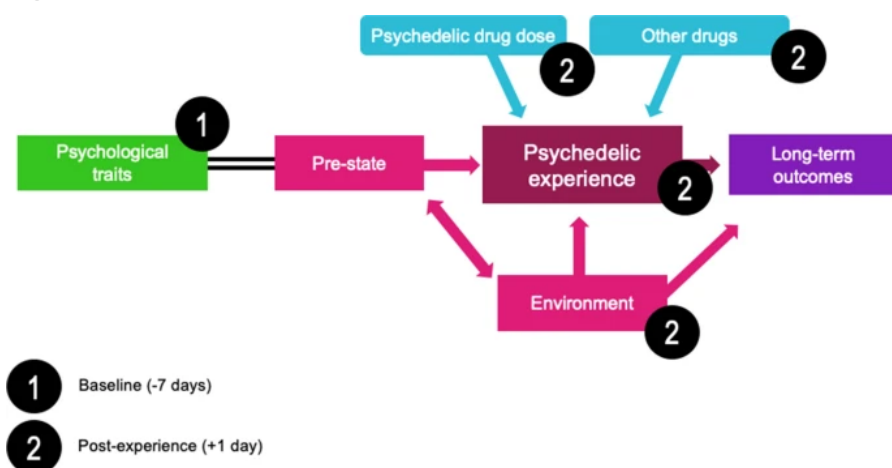 Psychedelic drug dose
Other drugs
2
2
1
Psychological
traits
Pre-state
Psychedelic
experience
2
Long-term
outcomes
Environment
2
1
Baseline (-7 days)
2
Post-experience (+1 day)